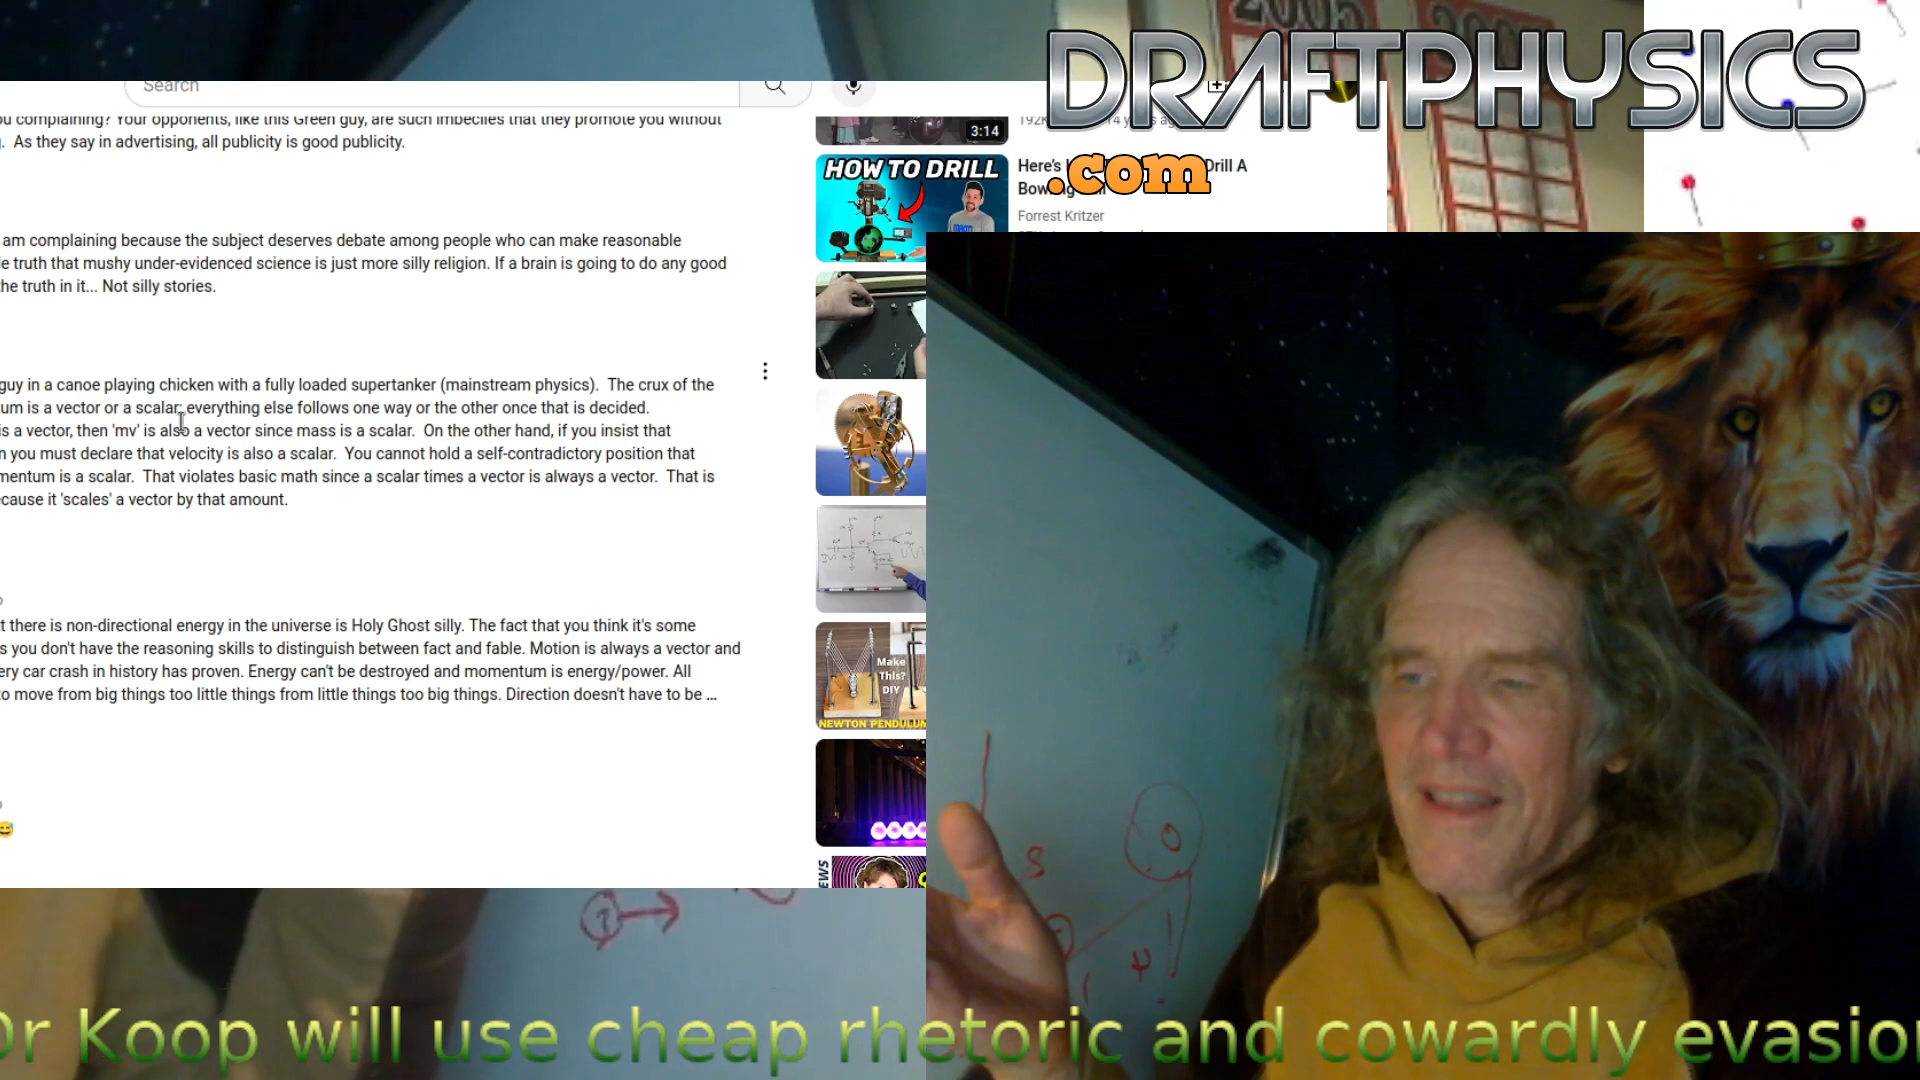 2005
DRAFTPHYSICS
.com
Search
complaining? Your opponents, like this Green guy, are such imbeciles that they promote you without
As they say in advertising, all publicity is good publicity.
am complaining because the subject deserves debate among people who can make reasonable
truth that mushy under-evidenced science is just more silly religion. If a brain is going to do any good
the truth in it... Not silly stories.
guy in a canoe playing chicken with a fully loaded supertanker (mainstream physics). The crux of the
um is a vector or a scalar; everything else follows one way or the other once that is decided.
is a vector, then 'mv' is also a vector since mass is a scalar. On the other hand, if you insist that
n you must declare that velocity is also a scalar. You cannot hold a self-contradictory position that
mentum is a scalar. That violates basic math since a scalar times a vector is always a vector. That is
cause it 'scales' a vector by that amount.
t there is non-directional energy in the universe is Holy Ghost silly. The fact that you think it's some
s you don't have the reasoning skills to distinguish between fact and fable. Motion is always a vector and
ery car crash in history has proven. Energy can't be destroyed and momentum is energy/power. All
to move from big things too little things from little things too big things. Direction doesn't have to be ...
3:14
192K
HOW TO DRILL
Here's
Drill A
Forrest Kritzer
Make
This?
DIY
NEWTON PENDULUM
EWS
Dr Koop will use cheap rhetoric and cowardly evasion